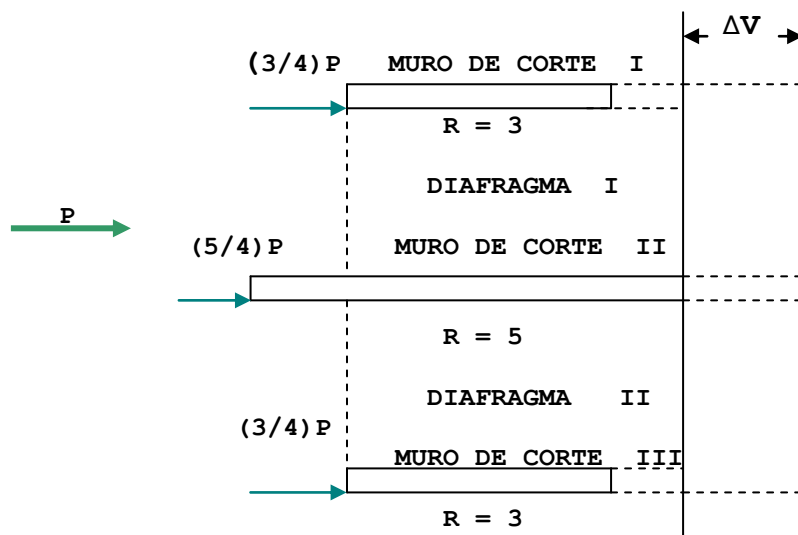 ΔV
(3/4)P MURO DE CORTE I
R = 3
DIAFRAGMA I
P
(5/4)P MURO DE CORTE II
R = 5
DIAFRAGMA II
(3/4)P
MURO DE CORTE III
R = 3